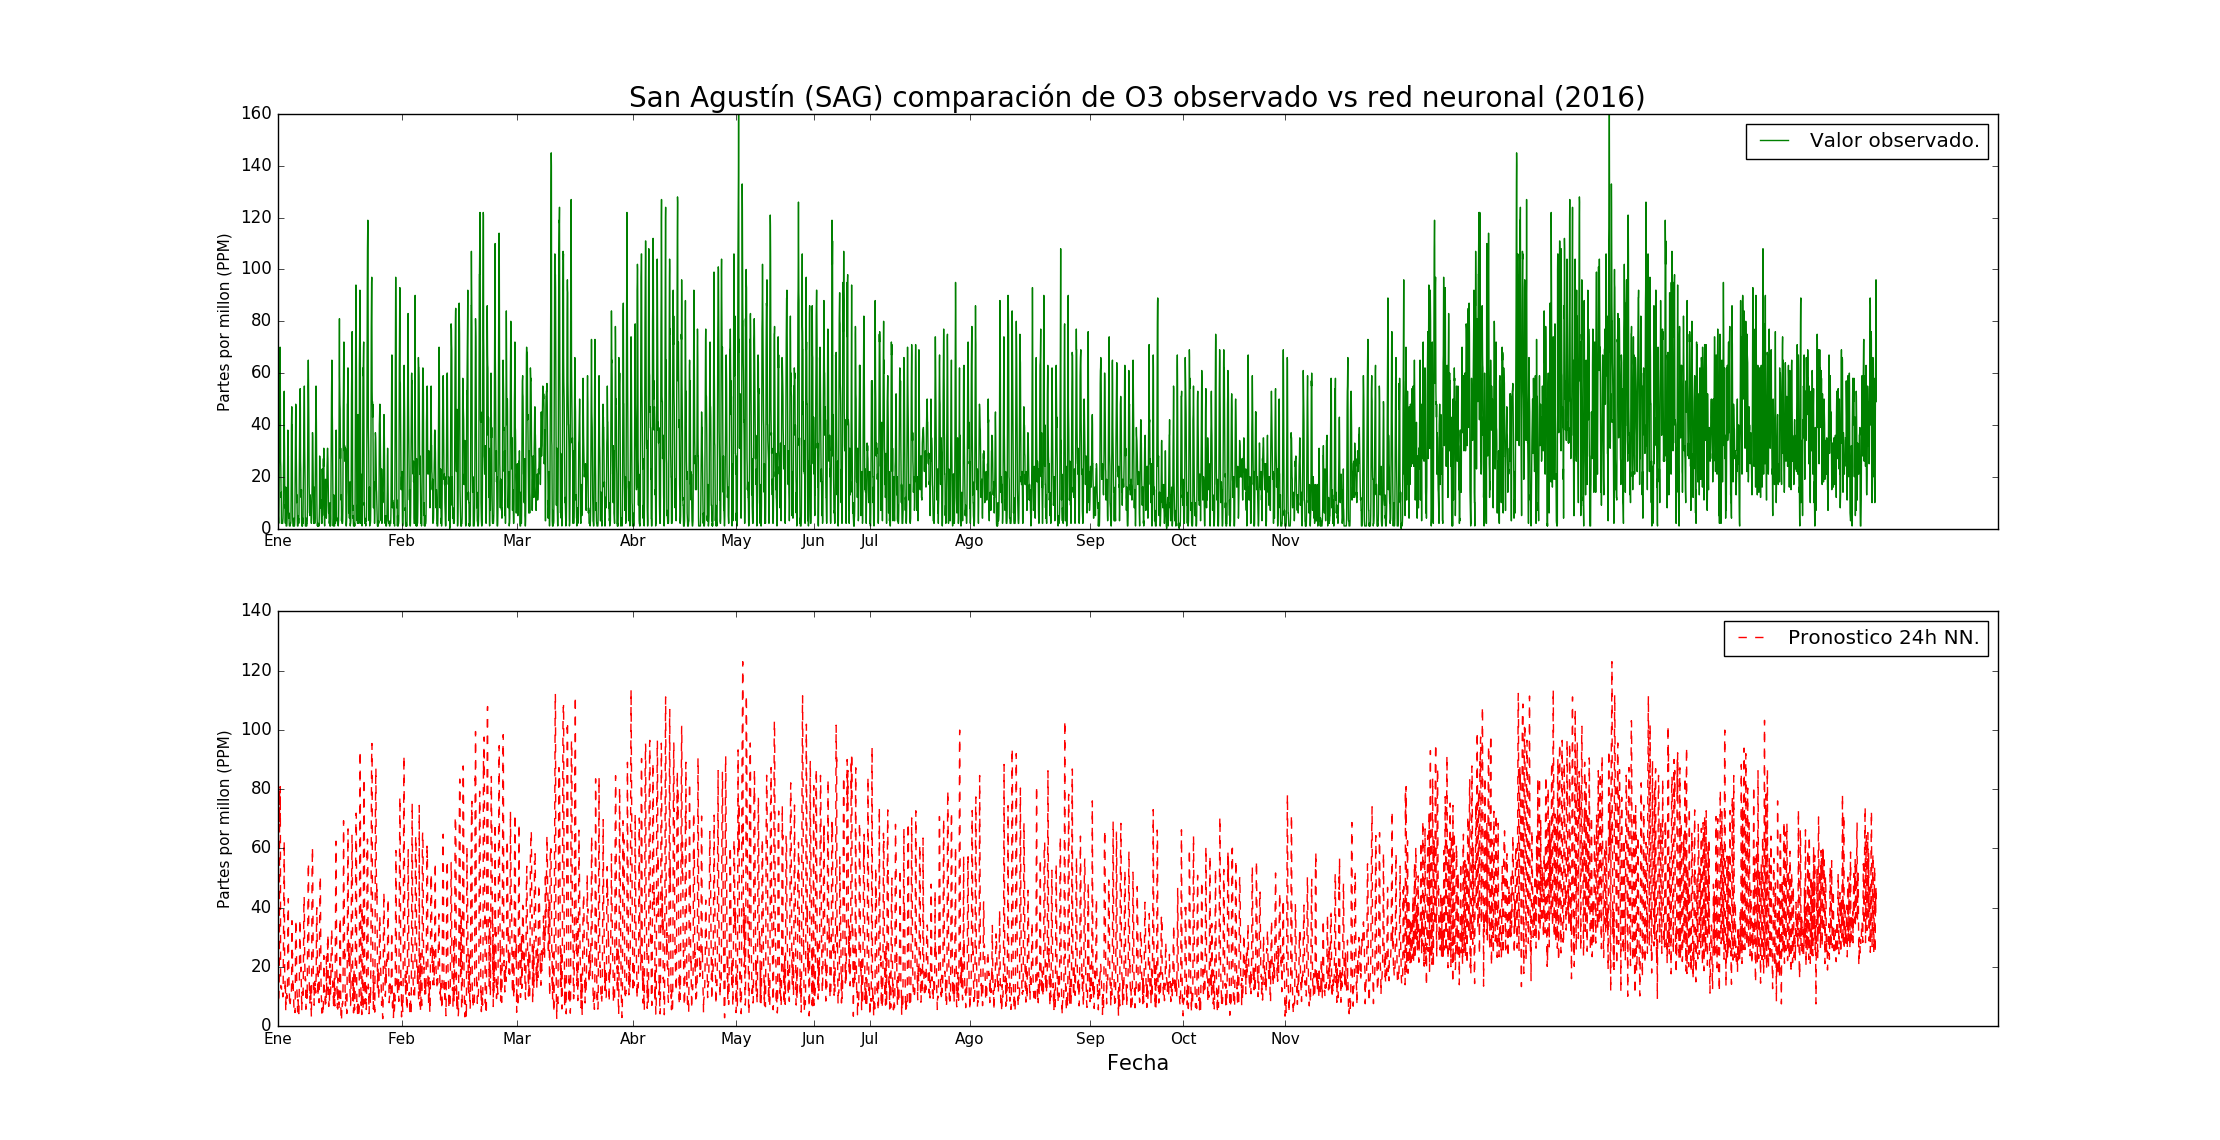 San Agustín (SAG) comparación de O3 observado vs red neuronal (2016)
160
140
120
100
80
60
40
20
0
Partes por millon (PPM)
Valor observado.
Ene Feb Mar Abr May Jun Jul Ago Sep Oct Nov
140
120
100
80
60
40
20
0
Partes por millon (PPM)
Pronostico 24h NN.
Ene Feb Mar Abr May Jun Jul Ago Sep Oct Nov
Fecha